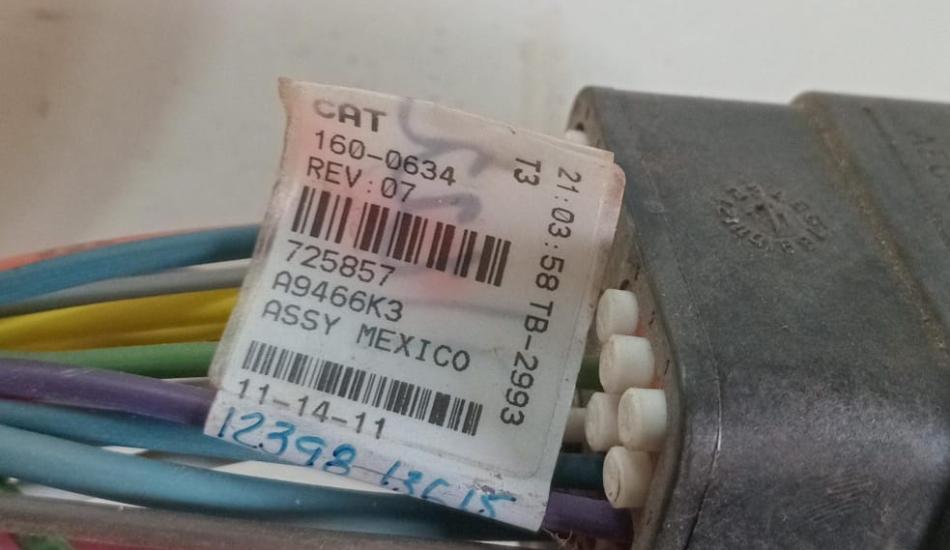 CAT
160-0634
REV:07
725857
A9466K3
ASSY MEXICO
11-14-11
21:03:58 TB-2993
T3
12398